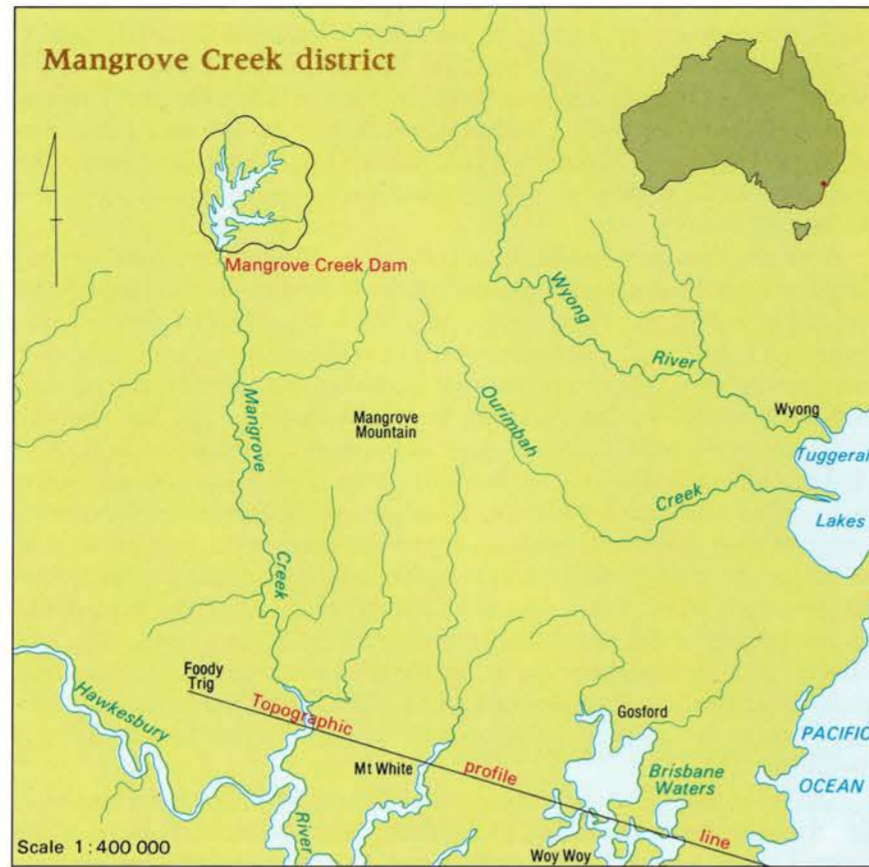 Mangrove Creek district
Mangrove Creek Dam
Wyong
River
Wyong
Mangrove
Mountain
Ourimbah
Mangrove
Tuggerah
Creek
Lakes
Creek
Foody
Trig
Hawkesbury
Topographic
Gosford
PACIFIC
Mt White
profile
Brisbane
Waters
OCEAN
River
line
Scale 1:400 000
Woy Woy